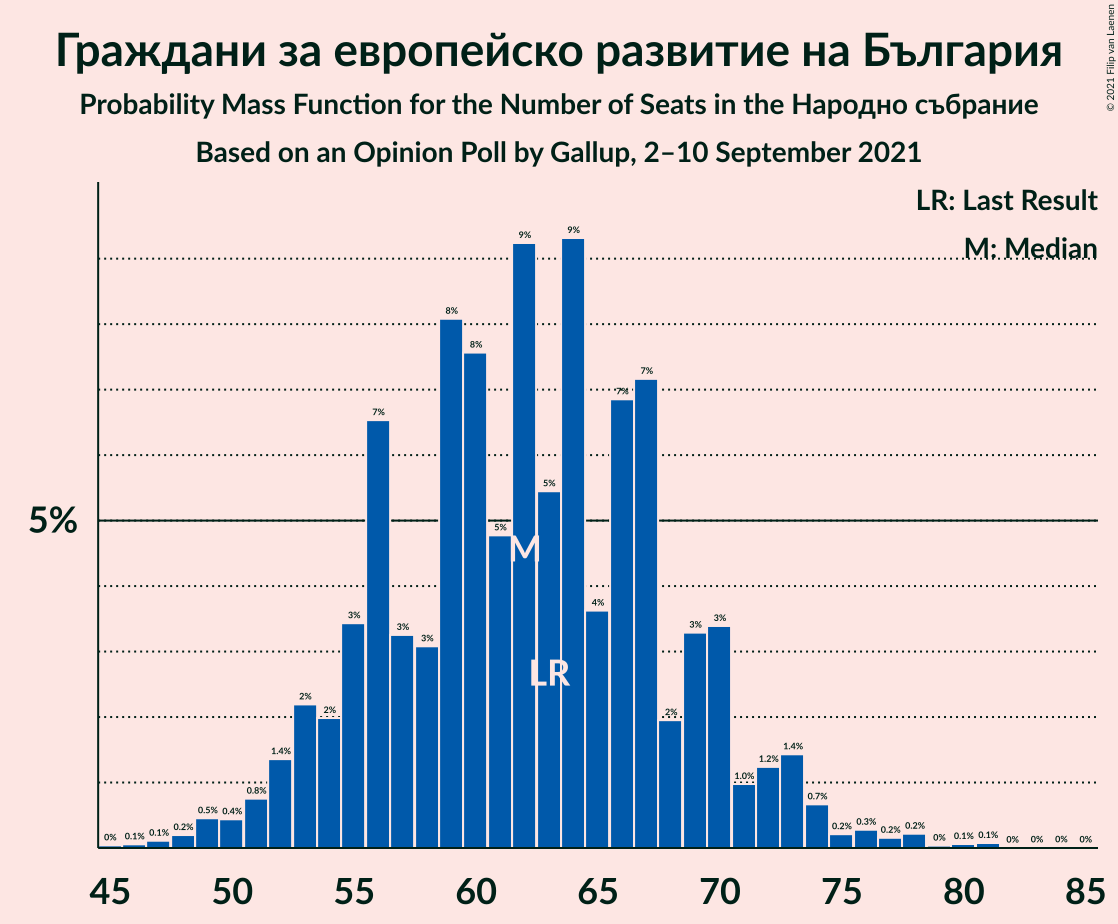 Граждани за европейско развитие на България
Probability Mass Function for the Number of Seats in the Народно събрание
Based on an Opinion Poll by Gallup, 2–10 September 2021
© 2021 Filip van Laenen
LR: Last Result
M: Median
5%
0% 0.1% 0.1% 0.2% 0.5% 0.4% 0.8% 1.4% 2% 2% 3% 7% 3% 3% 8% 8% 5% 9% 5% 9% 4% 7% 7% 2% 3% 3% 1.0% 1.2% 1.4% 0.7% 0.2% 0.3% 0.2% 0.2% 0% 0.1% 0.1% 0% 0% 0% 0%
M
LR
45 50 55 60 65 70 75 80 85